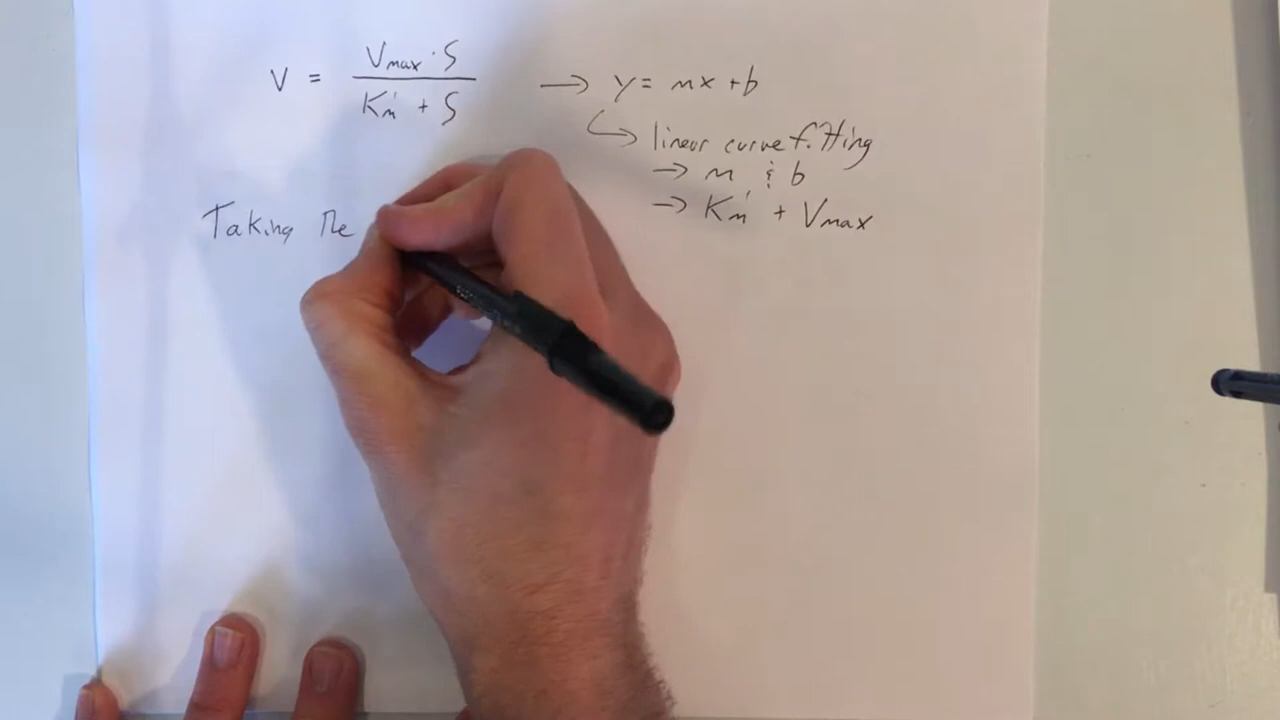 V = Vmax · S / Km' + S → y = mx + b
↳ linear curve fitting
→ m & b
→ Km' + Vmax
Taking the